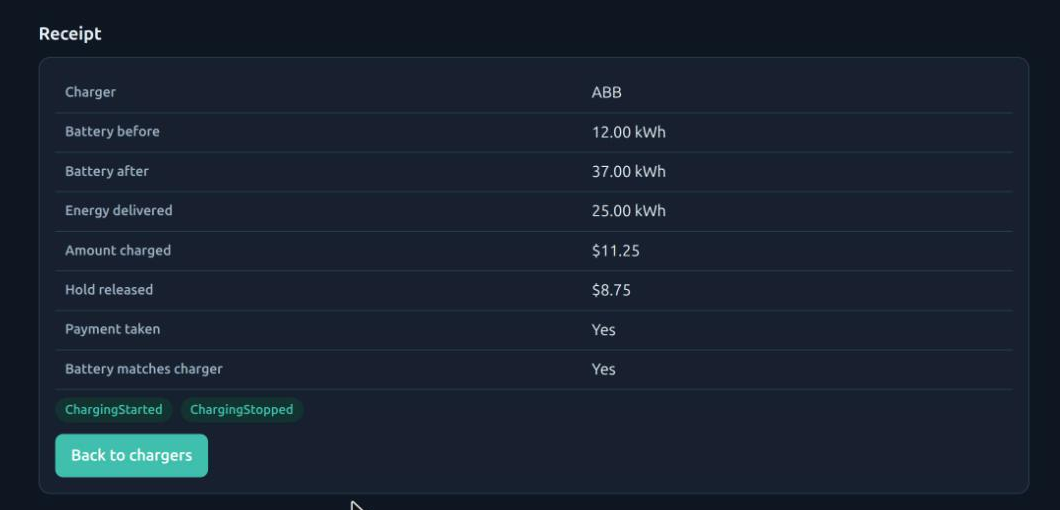 Receipt
Charger ABB
Battery before 12.00 kWh
Battery after 37.00 kWh
Energy delivered 25.00 kWh
Amount charged $11.25
Hold released $8.75
Payment taken Yes
Battery matches charger Yes
ChargingStarted ChargingStopped
Back to chargers